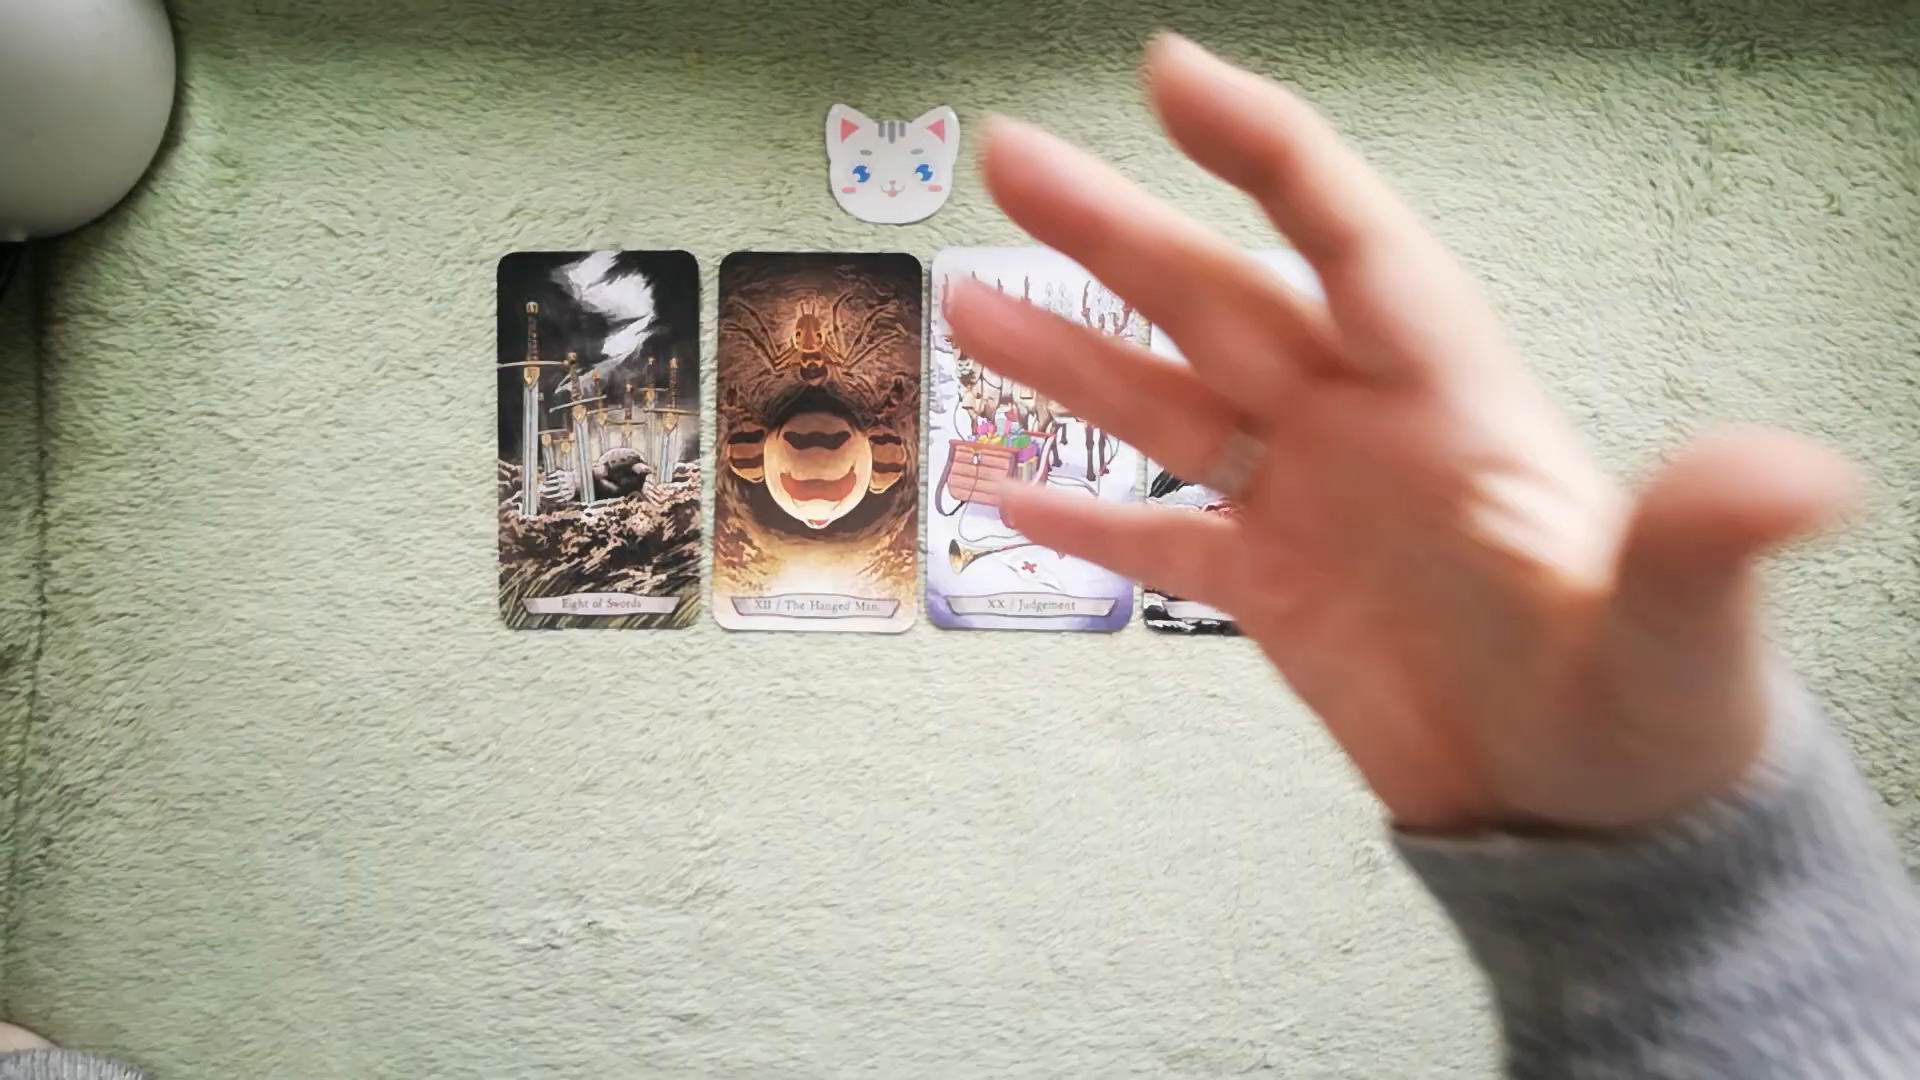 Eight of Swords
XII / The Hanged Man
XX / Judgement